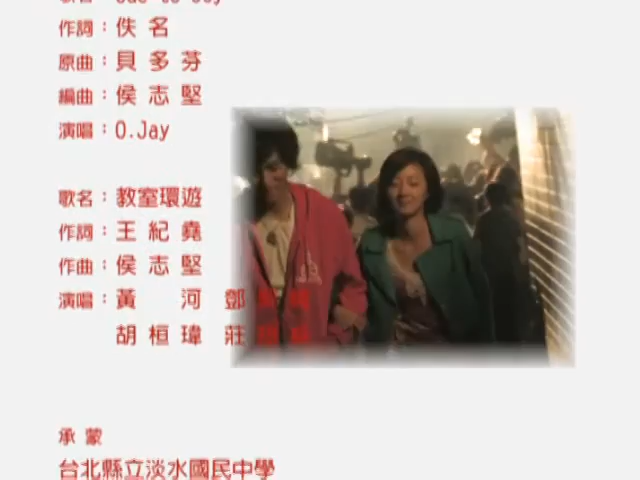 作詞：佚名
原曲：貝多芬
編曲：侯志堅
演唱：O.Jay
歌名：教室環遊
作詞：王紀堯
作曲：侯志堅
演唱：黃 河 鄧
胡桓瑋 莊
承蒙
台北縣立淡水國民中學